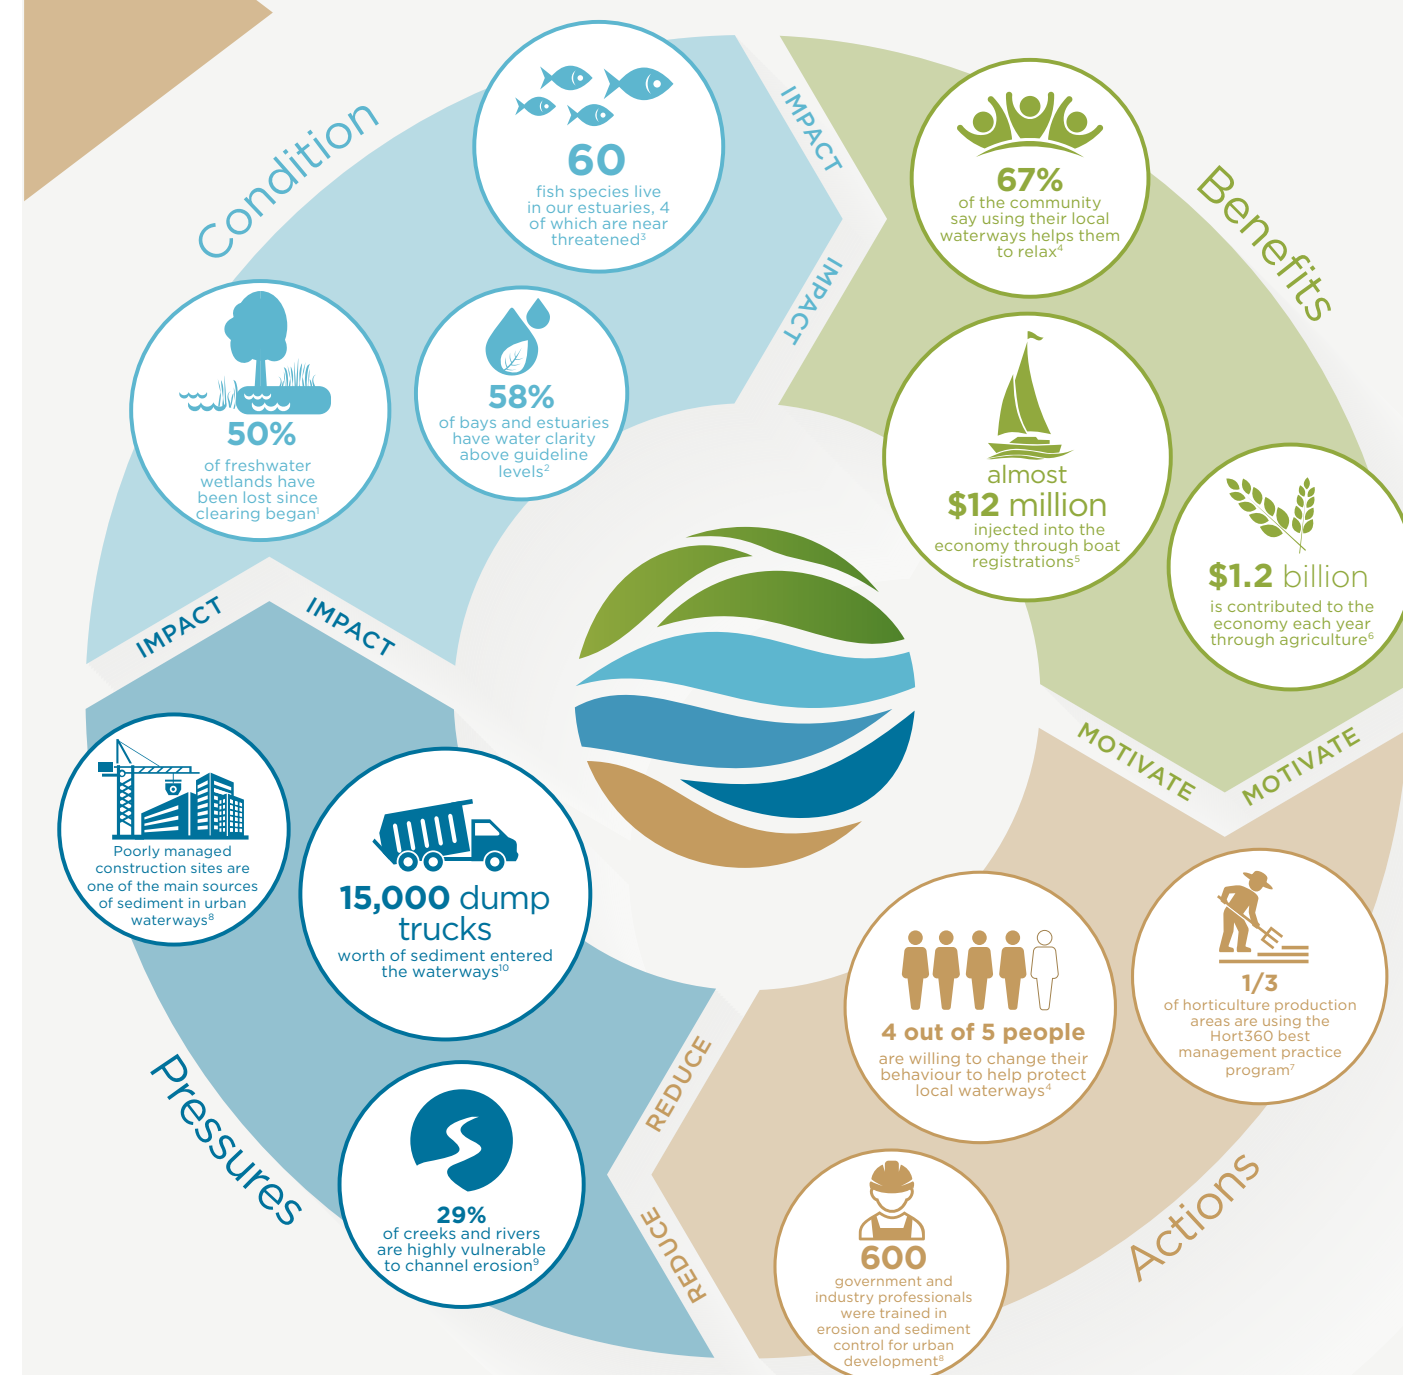 Condition
60
fish species live
in our estuaries, 4
of which are near
threatened³
50%
of freshwater
wetlands have
been lost since
clearing began¹
58%
of bays and estuaries
have water clarity
above guideline
levels²
IMPACT
IMPACT
Benefits
67%
of the community
say using their local
waterways helps them
to relax⁴
almost
$12 million
injected into the
economy through boat
registrations⁵
$1.2 billion
is contributed to the
economy each year
through agriculture⁶
MOTIVATE
MOTIVATE
Actions
4 out of 5 people
are willing to change their
behaviour to help protect
local waterways⁴
1/3
of horticulture production
areas are using the
Hort360 best
management practice
program⁷
600
government and
industry professionals
were trained in
erosion and sediment
control for urban
development⁸
REDUCE
REDUCE
Pressures
Poorly managed
construction sites are
one of the main sources
of sediment in urban
waterways⁸
15,000 dump
trucks
worth of sediment entered
the waterways¹⁰
29%
of creeks and rivers
are highly vulnerable
to channel erosion⁹
IMPACT
IMPACT